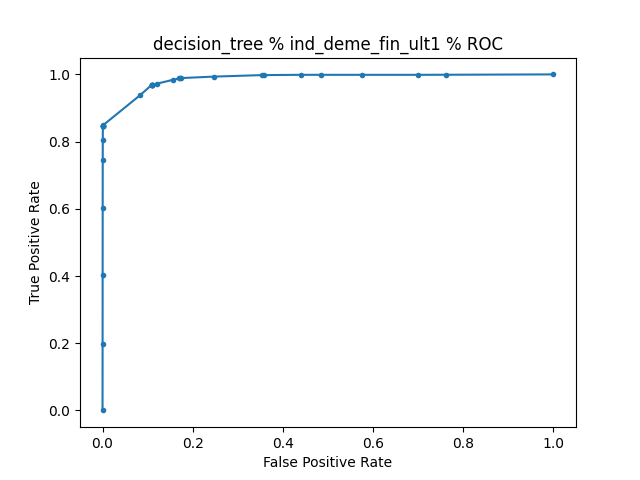 decision_tree % ind_deme_fin_ult1 % ROC
1.0
0.8
0.6
0.4
0.2
0.0
True Positive Rate
0.0 0.2 0.4 0.6 0.8 1.0
False Positive Rate